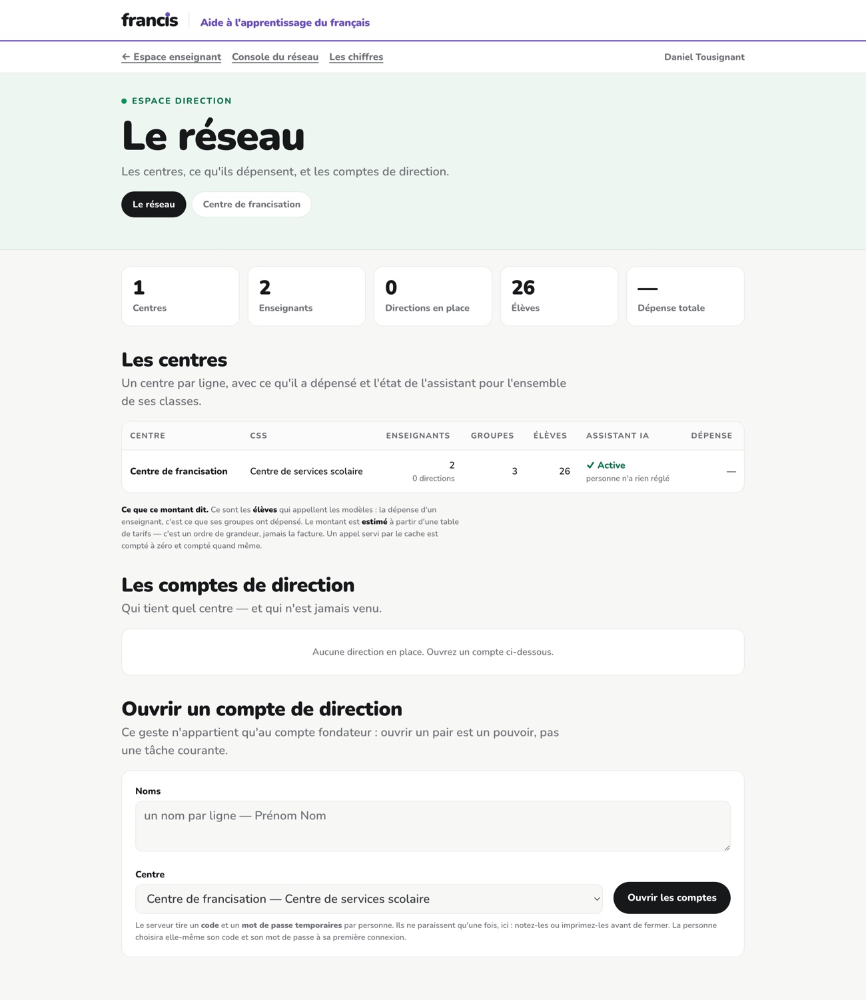 francis
Aide à l'apprentissage du français
← Espace enseignant Console du réseau Les chiffres
Daniel Tousignant
ESPACE DIRECTION
Le réseau
Les centres, ce qu'ils dépensent, et les comptes de direction.
Le réseau Centre de francisation
1
Centres
2
Enseignants
0
Directions en place
26
Élèves
—
Dépense totale
Les centres
Un centre par ligne, avec ce qu'il a dépensé et l'état de l'assistant pour l'ensemble
de ses classes.
CENTRE CSS ENSEIGNANTS GROUPES ÉLÈVES ASSISTANT IA DÉPENSE
Centre de francisation Centre de services scolaire 2 3 26 ✓ Active —
0 directions personne n'a rien réglé
Ce que ce montant dit. Ce sont les élèves qui appellent les modèles : la dépense d'un
enseignant, c'est ce que ses groupes ont dépensé. Le montant est estimé à partir d'une table
de tarifs — c'est un ordre de grandeur, jamais la facture. Un appel servi par le cache est
compté à zéro et compté quand même.
Les comptes de direction
Qui tient quel centre — et qui n'est jamais venu.
Aucune direction en place. Ouvrez un compte ci-dessous.
Ouvrir un compte de direction
Ce geste n'appartient qu'au compte fondateur : ouvrir un pair est un pouvoir, pas
une tâche courante.
Noms
un nom par ligne — Prénom Nom
Centre
Centre de francisation — Centre de services scolaire
Ouvrir les comptes
Le serveur tire un code et un mot de passe temporaires par personne. Ils ne paraissent qu'une fois, ici : notez-les ou imprimez-les avant de fermer. La personne
choisira elle-même son code et son mot de passe à sa première connexion.